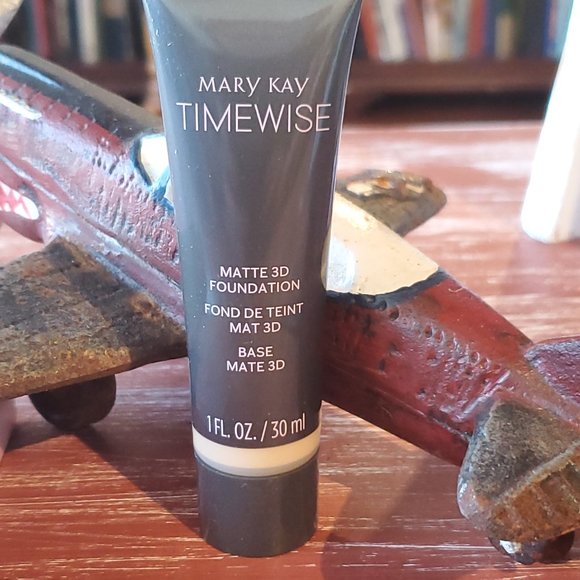 MARY KAY
TIMEWISE
MATTE 3D
FOUNDATION
FOND DE TEINT
MAT 3D
BASE
MATE 3D
1 FL. OZ. / 30 ml